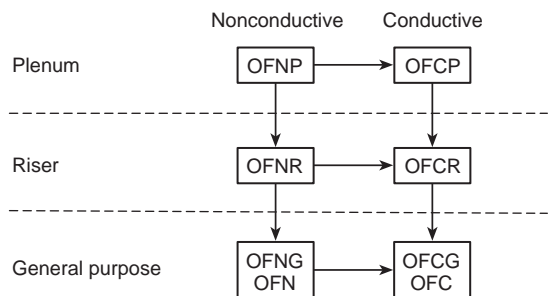 Nonconductive Conductive
Plenum OFNP OFCP
Riser OFNR OFCR
General purpose OFNG OFCG
OFN OFC